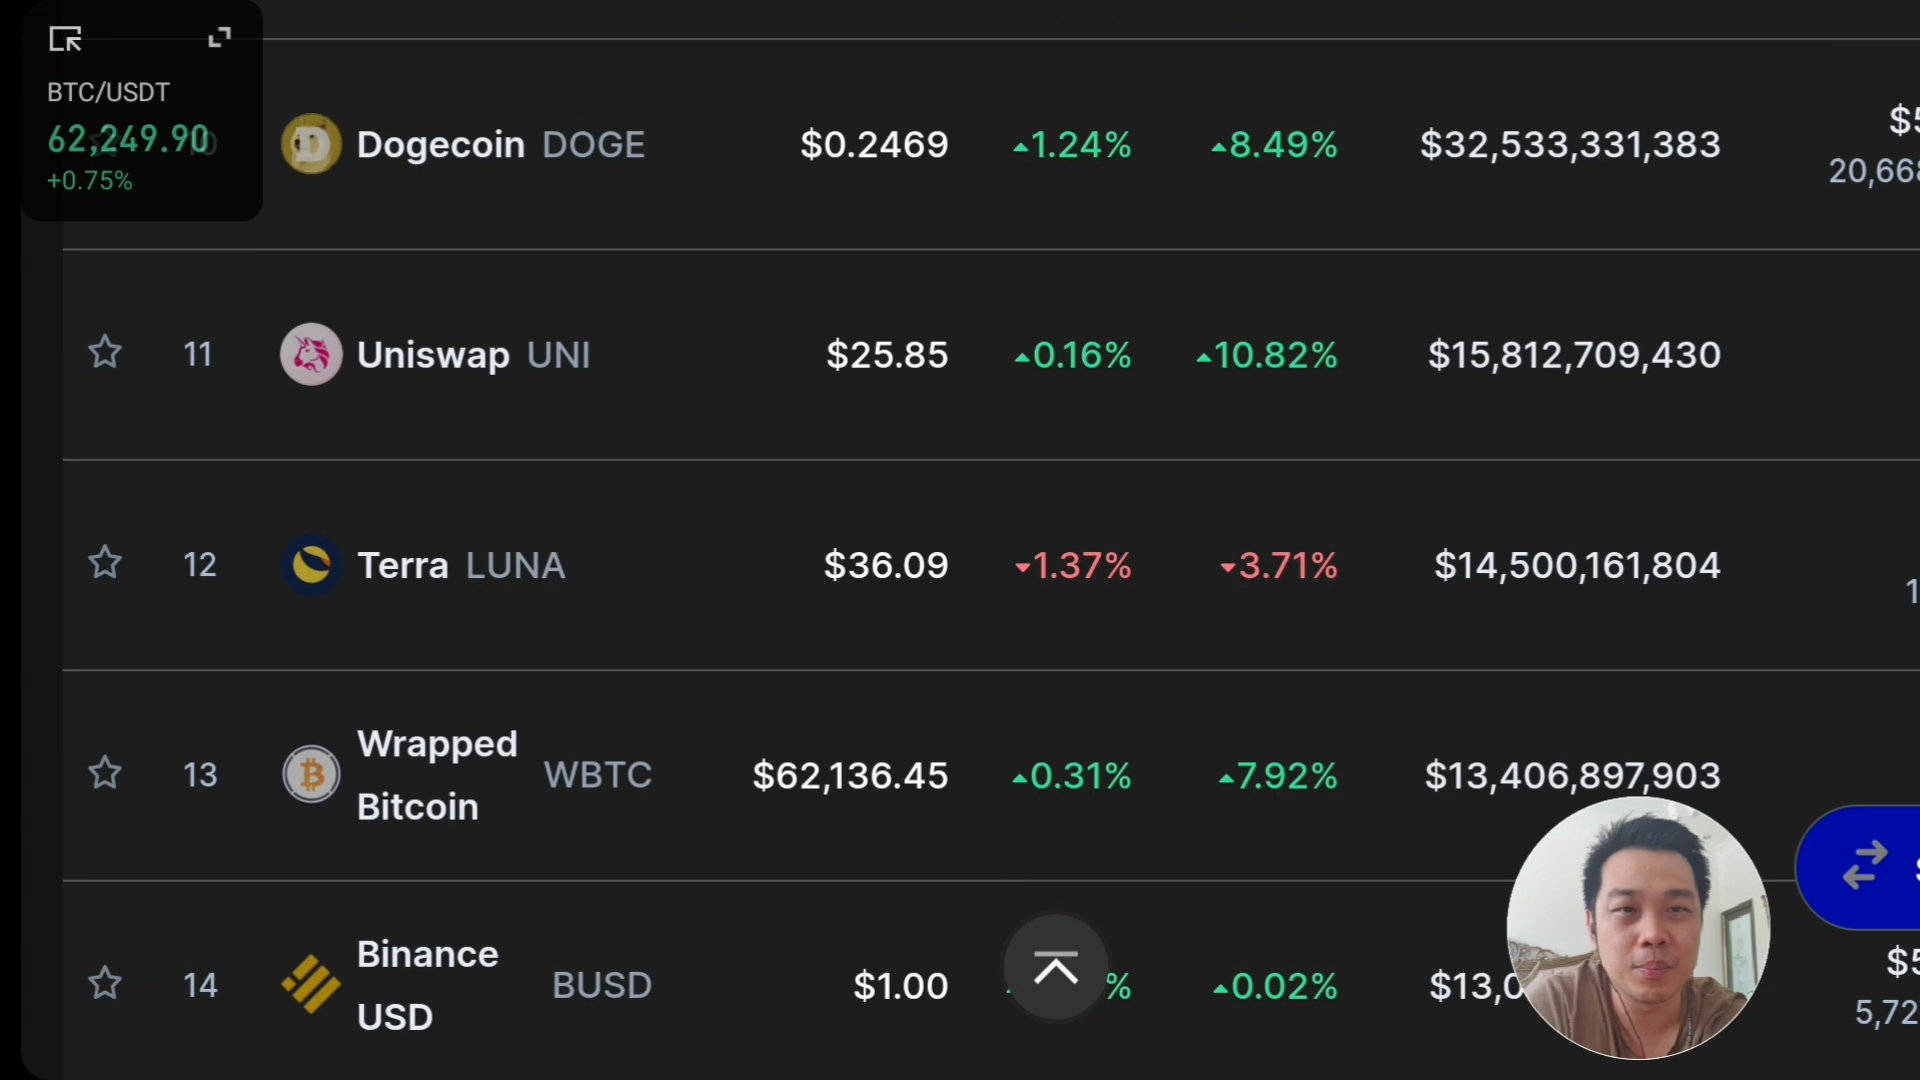 BTC/USDT
62,249.90
+0.75%
10 Dogecoin DOGE $0.2469 1.24% 8.49% $32,533,331,383
11 Uniswap UNI $25.85 0.16% 10.82% $15,812,709,430
12 Terra LUNA $36.09 1.37% 3.71% $14,500,161,804
13 Wrapped Bitcoin WBTC $62,136.45 0.31% 7.92% $13,406,897,903
14 Binance USD BUSD $1.00 % 0.02% $13,0